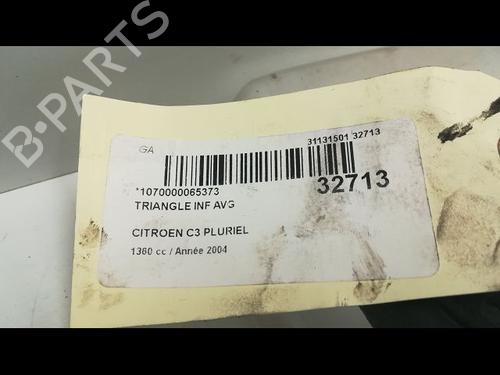 B-PARTS
GA
31131501 32713
32713
*1070000065373
TRIANGLE INF AVG
CITROEN C3 PLURIEL
1360 cc / Année 2004